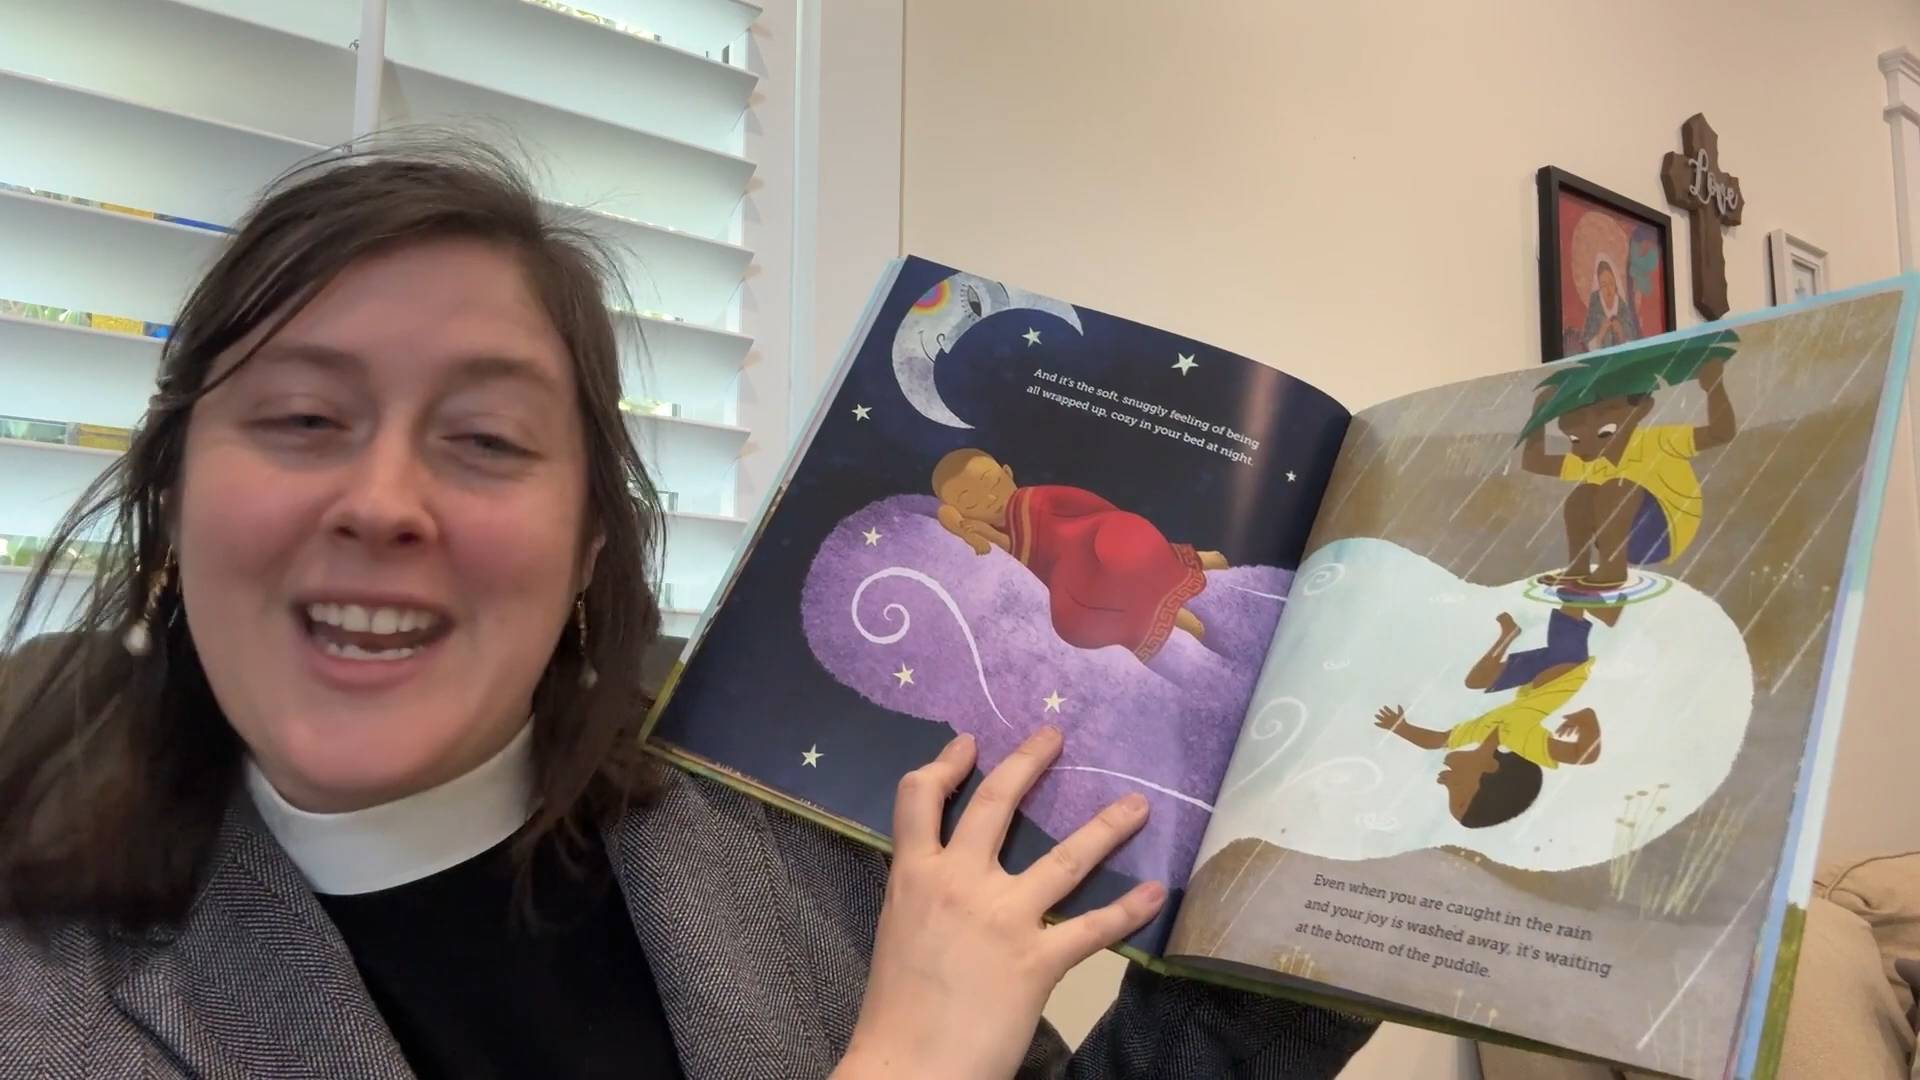 Love
And it's the soft, snuggly feeling of being
all wrapped up, cozy in your bed at night.
Even when you are caught in the rain
and your joy is washed away, it's waiting
at the bottom of the puddle.